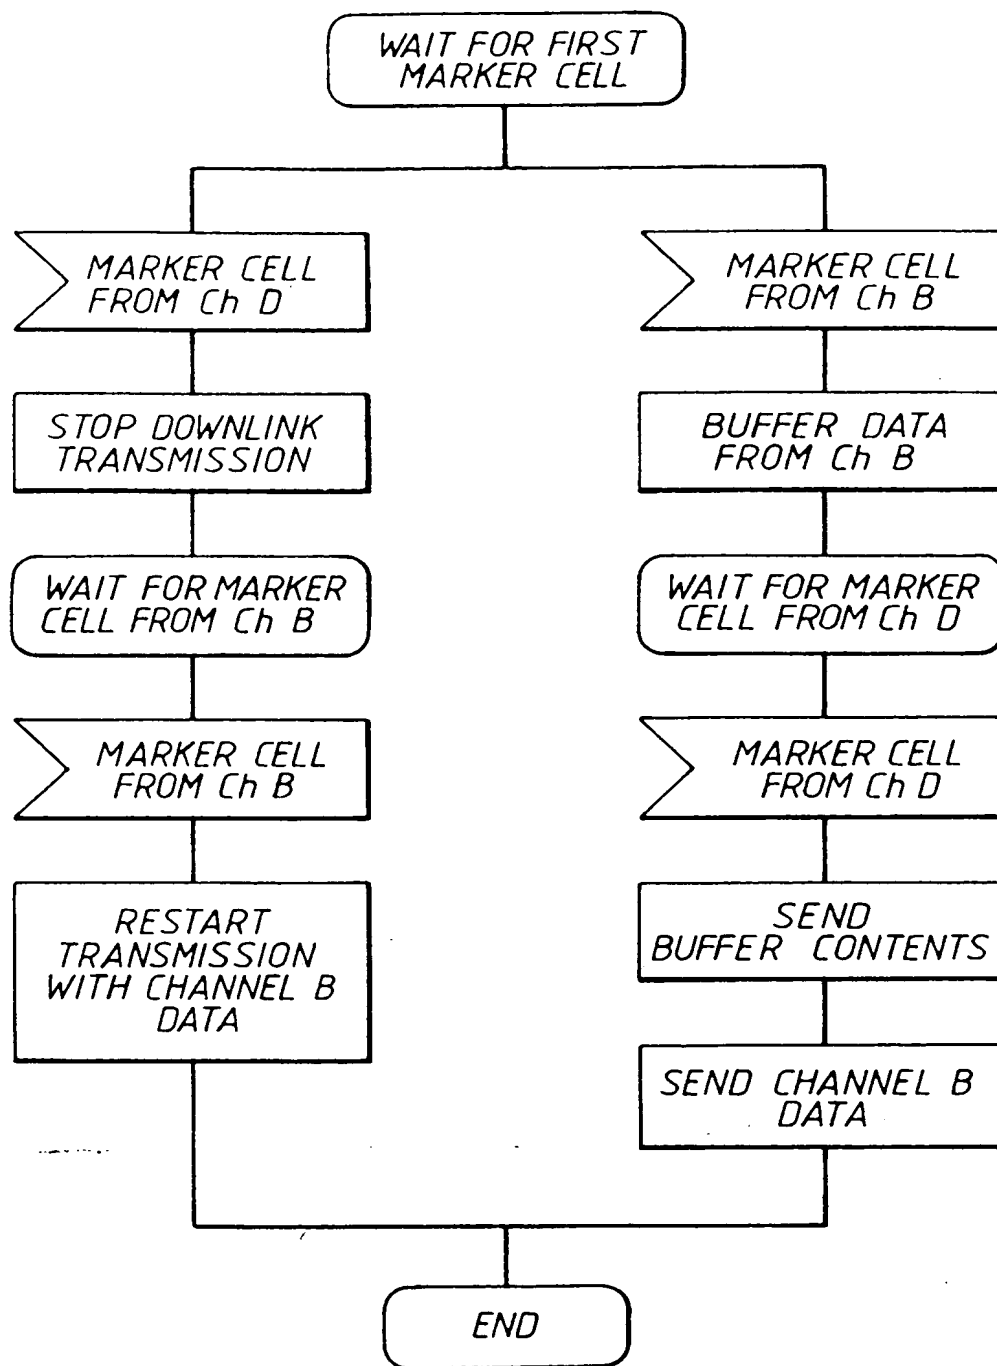 WAIT FOR FIRST
MARKER CELL
MARKER CELL
FROM Ch D
STOP DOWNLINK
TRANSMISSION
WAIT FOR MARKER
CELL FROM Ch B
MARKER CELL
FROM Ch B
RESTART
TRANSMISSION
WITH CHANNEL B
DATA
MARKER CELL
FROM Ch B
BUFFER DATA
FROM Ch B
WAIT FOR MARKER
CELL FROM Ch D
MARKER CELL
FROM Ch D
SEND
BUFFER CONTENTS
SEND CHANNEL B
DATA
END